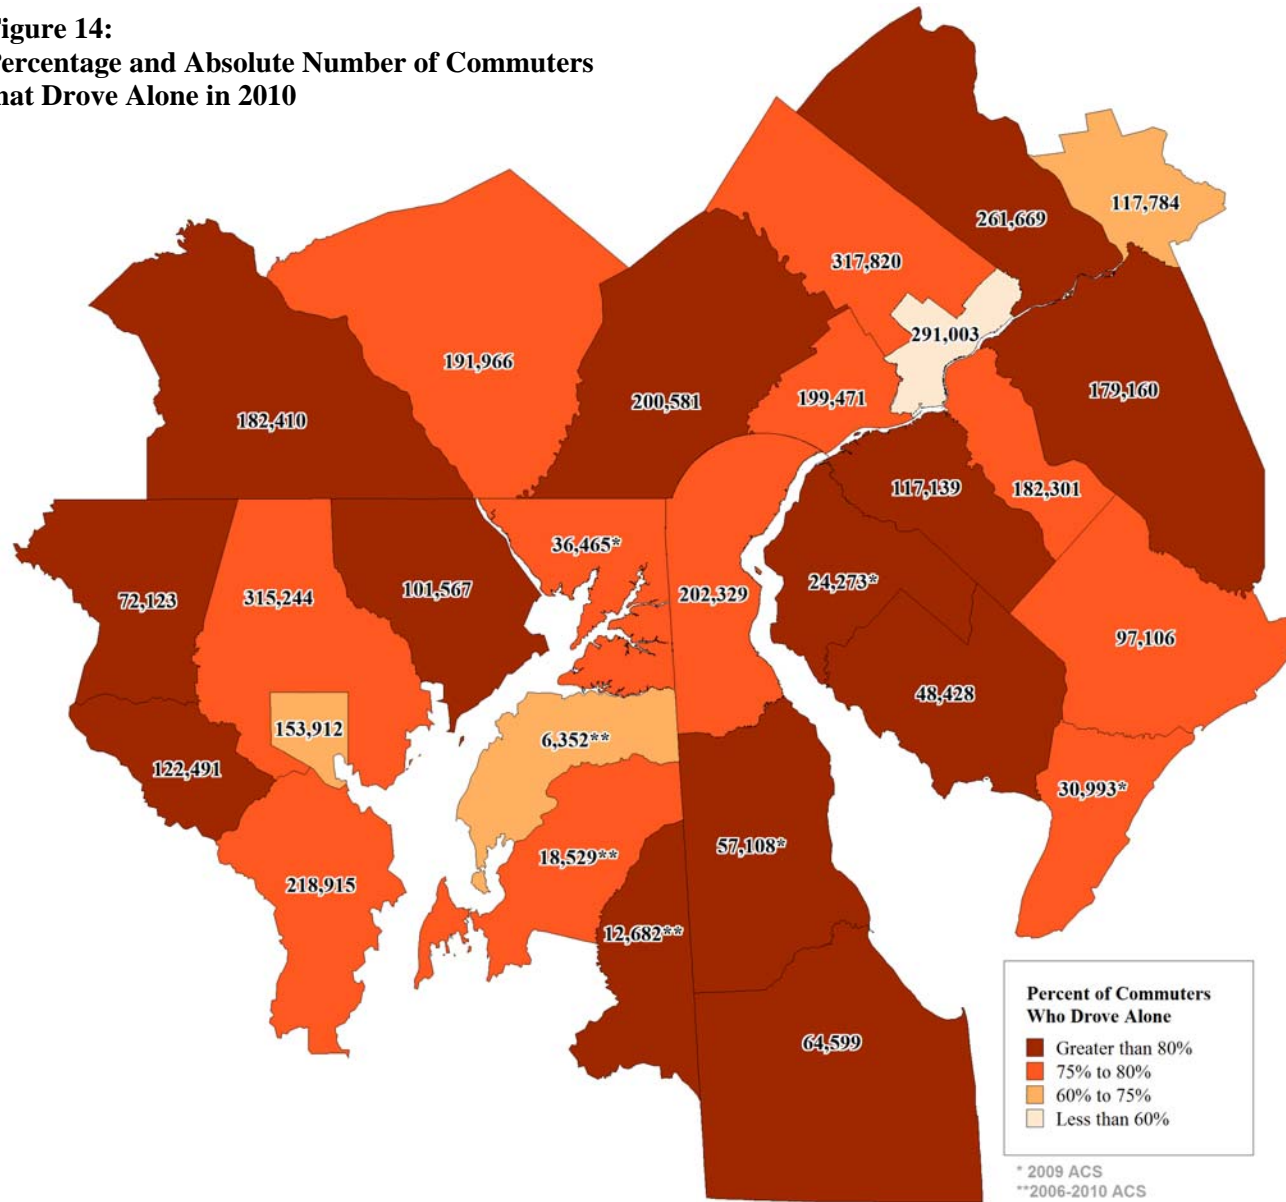 igure 14:
ercentage and Absolute Number of Commuters
hat Drove Alone in 2010
117,784
261,669
317,820
291,003
191,966
179,160
199,471
200,581
182,410
117,139
182,301
36,465*
24,273*
101,567
202,329
315,244
72,123
97,106
48,428
153,912
6,352**
122,491
30,993*
57,108*
18,529**
218,915
12,682**
64,599
Percent of Commuters
Who Drove Alone
Greater than 80%
75% to 80%
60% to 75%
Less than 60%
* 2009 ACS
**2006-2010 ACS